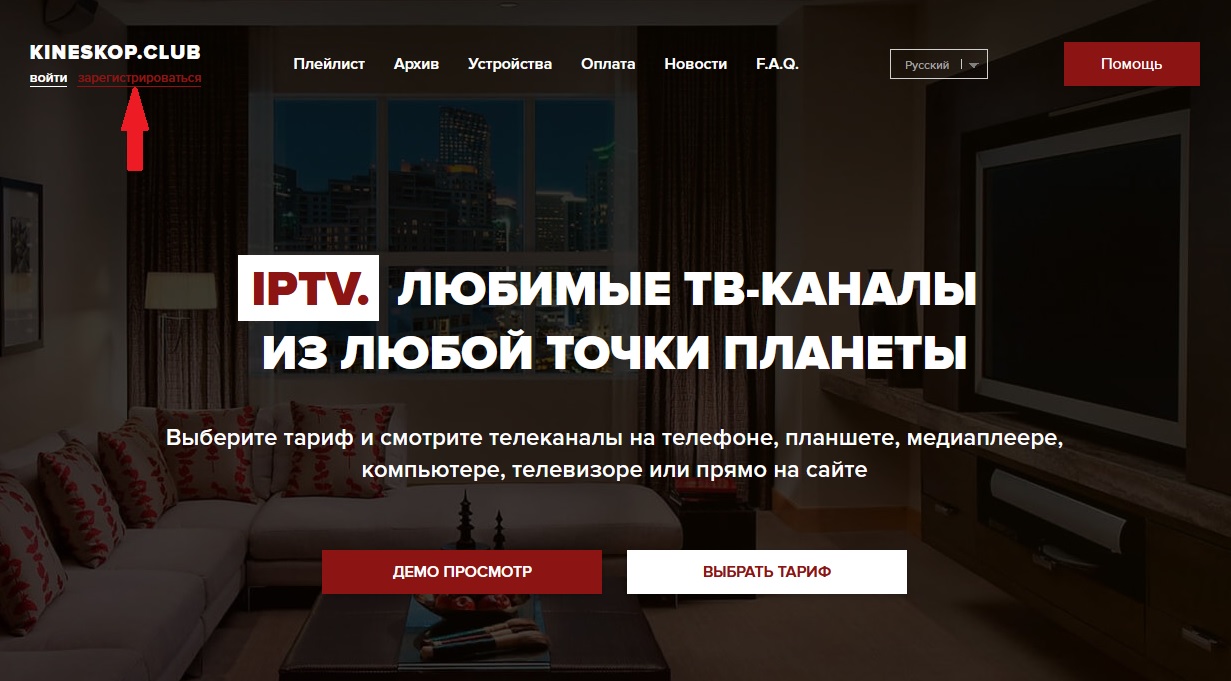 KINESKOP.CLUB
войти зарегистрироваться
Плейлист Архив Устройства Оплата Новости F.A.Q.
Русский
Помощь
IPTV. ЛЮБИМЫЕ ТВ-КАНАЛЫ
ИЗ ЛЮБОЙ ТОЧКИ ПЛАНЕТЫ
Выберите тариф и смотрите телеканалы на телефоне, планшете, медиаплеере,
компьютере, телевизоре или прямо на сайте
ДЕМО ПРОСМОТР
ВЫБРАТЬ ТАРИФ